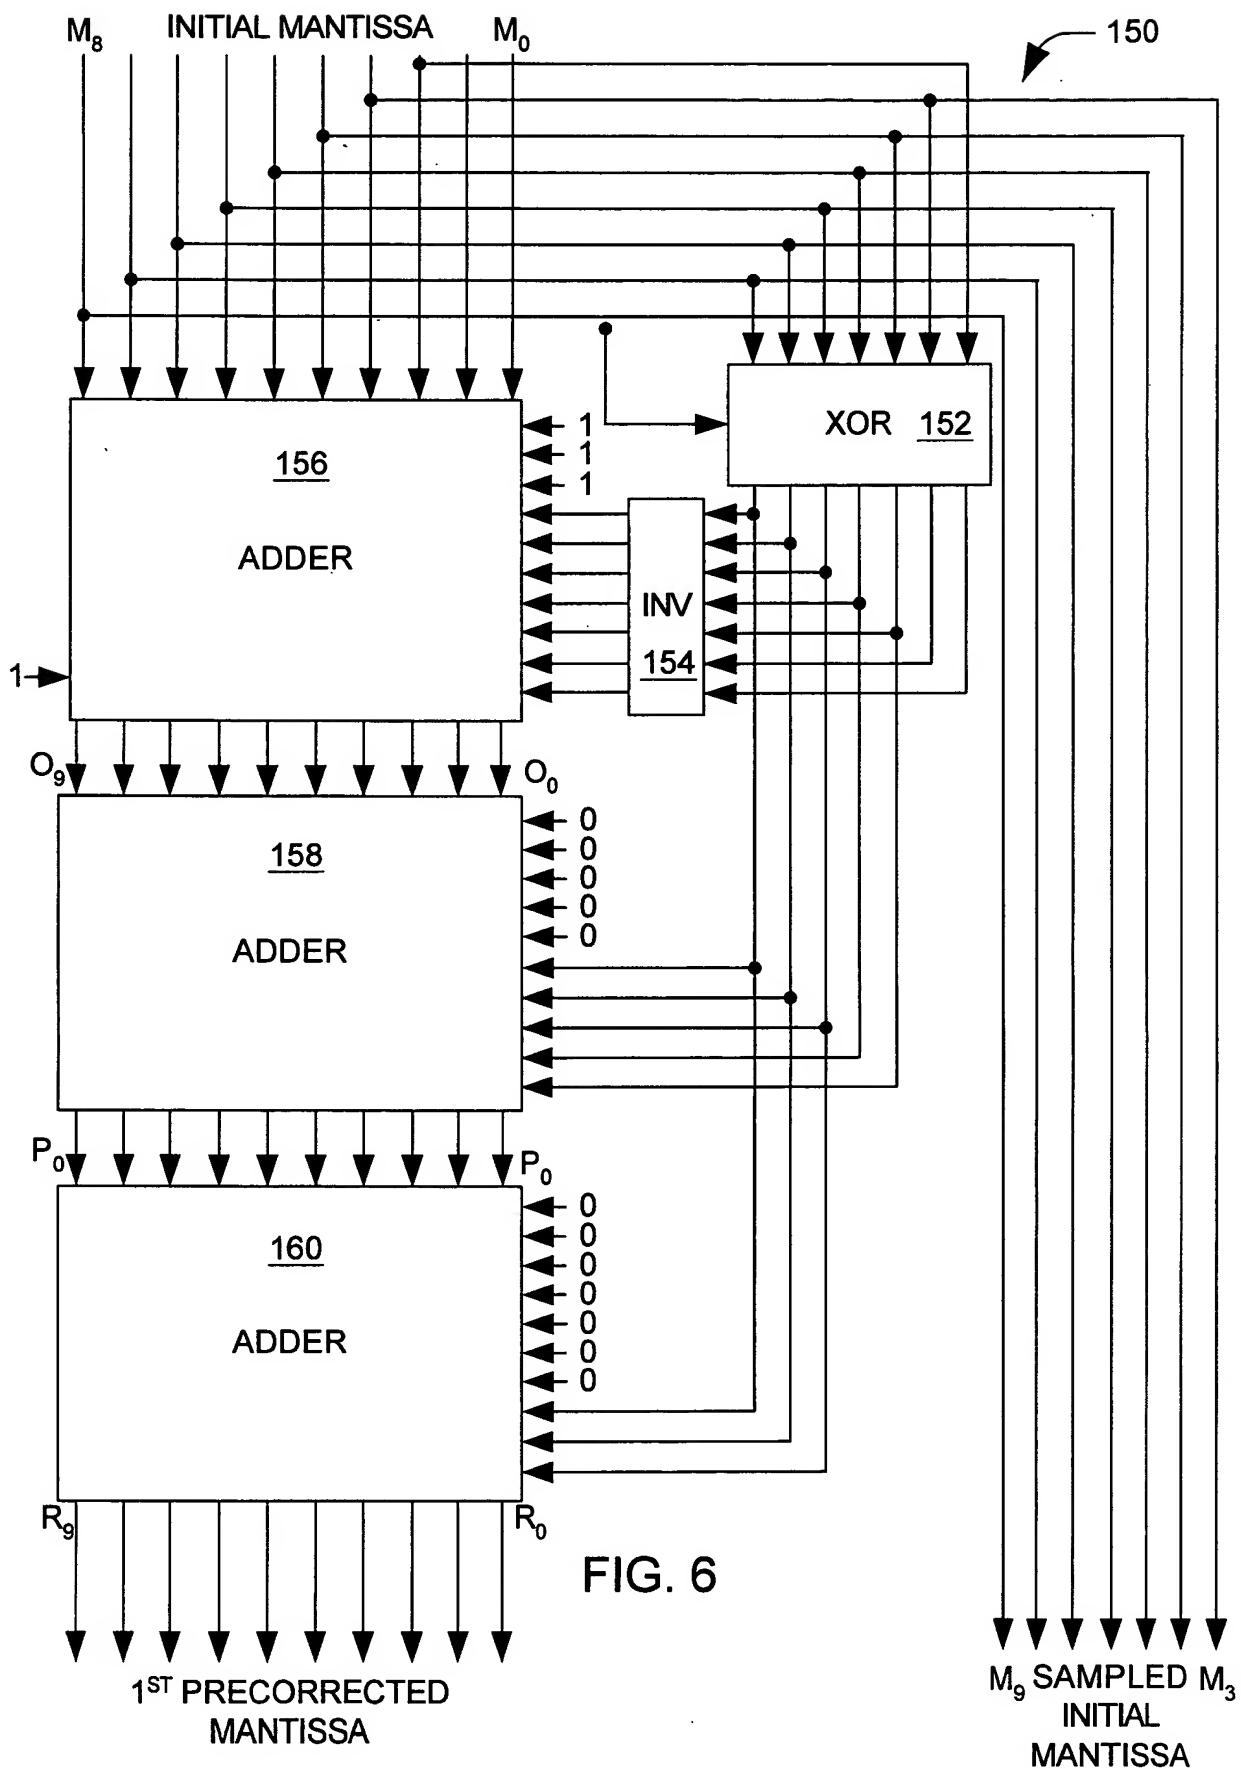 M8 INITIAL MANTISSA M0
150
XOR 152
1
1
1
156
ADDER
INV
154
1
O9 O0
0
0
0
0
0
158
ADDER
P0 P0
0
0
0
0
0
0
0
160
ADDER
R9 R0
FIG. 6
1ST PRECORRECTED
MANTISSA
M9 SAMPLED M3
INITIAL
MANTISSA